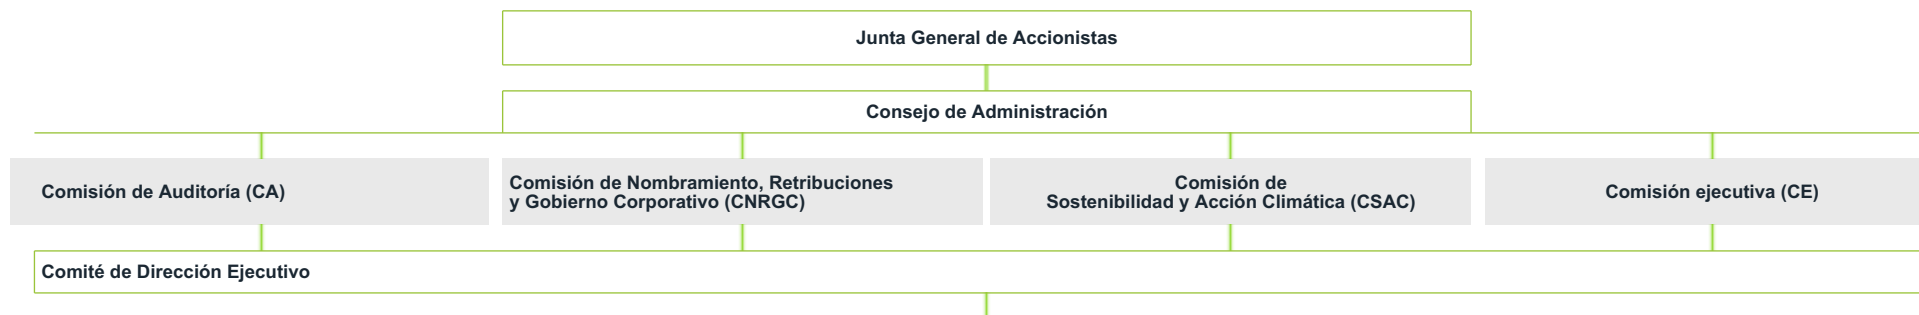 Junta General de Accionistas
Consejo de Administración
Comisión de Auditoría (CA)
Comisión de Nombramiento, Retribuciones
y Gobierno Corporativo (CNRGC)
Comisión de
Sostenibilidad y Acción Climática (CSAC)
Comisión ejecutiva (CE)
Comité de Dirección Ejecutivo